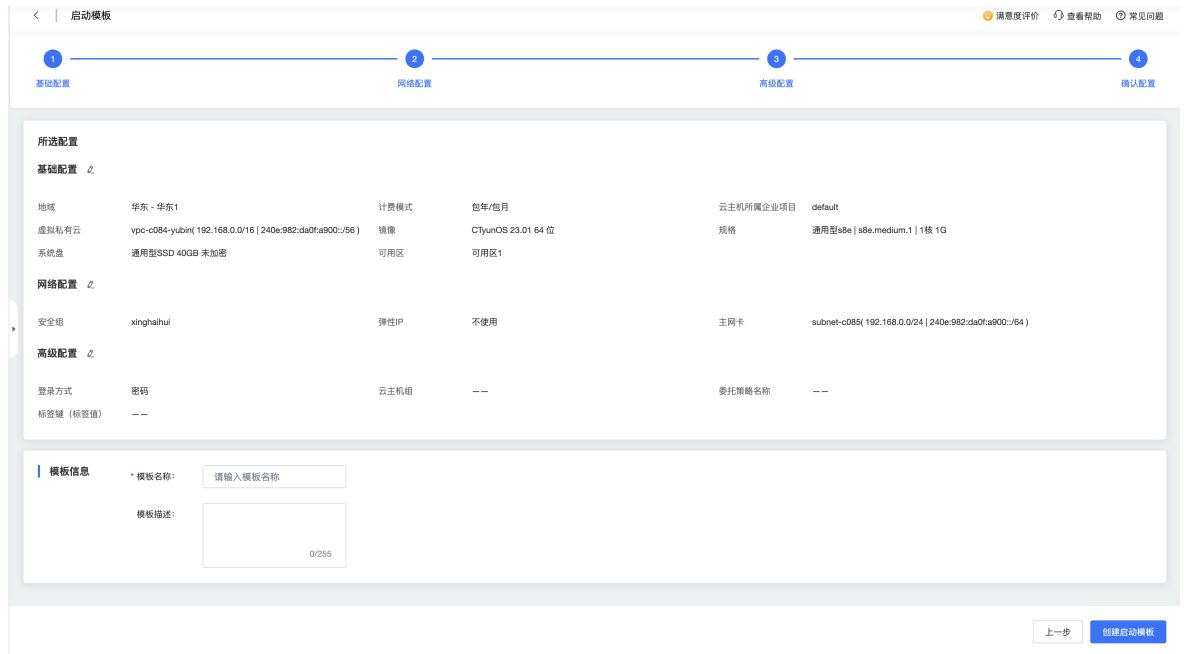 启动模板 满意度评价 查看帮助 常见问题
1 2 3 4
基础配置 网络配置 高级配置 确认配置
所选配置
基础配置
地域 华东 - 华东1 计费模式 包年/包月 云主机所属企业项目 default
虚拟私有云 vpc-c084-yubin( 192.168.0.0/16 | 240e:982:da0f:a900::/56 ) 镜像 CTyunOS 23.01 64 位 规格 通用型s8e | s8e.medium.1 | 1核 1G
系统盘 通用型SSD 40GB 未加密 可用区 可用区1
网络配置
安全组 xinghaihui 弹性IP 不使用 主网卡 subnet-c085( 192.168.0.0/24 | 240e:982:da0f:a900::/64 )
高级配置
登录方式 密码 云主机组 —— 委托策略名称 ——
标签键（标签值） ——
模板信息 * 模板名称： 请输入模板名称
模板描述：
0/255
上一步 创建启动模板